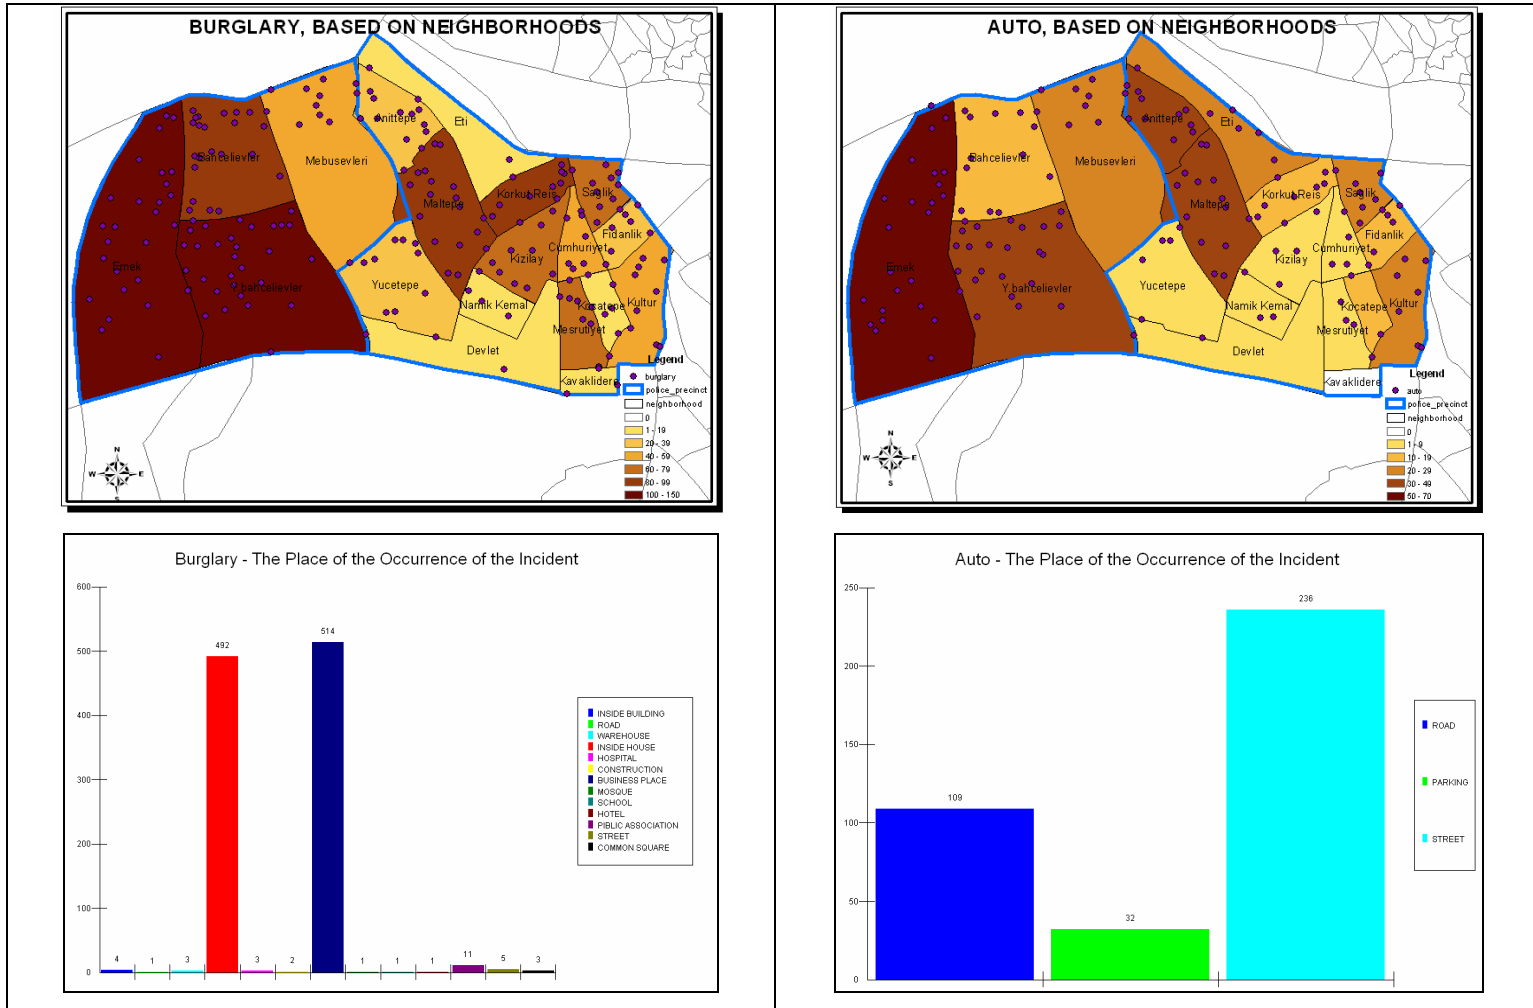 BURGLARY, BASED ON NEIGHBORHOODS
Eti
Anittepe
Bahcelievler
Mebusevleri
Korkut Reis
Saglik
Maltepe
Fidanlik
Cumhuriyet
Kizilay
Emek
Y.bahcelievler
Yucetepe
Namik Kemal
Kocatepe
Kultur
Mesrutiyet
Devlet
Kavaklidere
Legend
burglary
police_precinct
neighborhood
0
1 - 19
20 - 39
40 - 59
60 - 79
80 - 99
100 - 150
N
W
E
S
AUTO, BASED ON NEIGHBORHOODS
Anittepe
Eti
Bahcelievler
Mebusevleri
Korkut Reis
Saglik
Maltepe
Fidanlik
Cumhuriyet
Kizilay
Emek
Y.bahcelievler
Yucetepe
Namik Kemal
Kocatepe
Kultur
Mesrutiyet
Devlet
Kavaklidere
Legend
auto
police_precinct
neighborhood
0
1 - 9
10 - 19
20 - 29
30 - 49
50 - 70
N
W
E
S
Burglary - The Place of the Occurrence of the Incident
600
500
400
300
200
100
0
4
1
3
492
3
2
514
1
1
1
11
5
3
INSIDE BUILDING
ROAD
WAREHOUSE
INSIDE HOUSE
HOSPITAL
CONSTRUCTION
BUSINESS PLACE
MOSQUE
SCHOOL
HOTEL
PIBLIC ASSOCIATION
STREET
COMMON SQUARE
Auto - The Place of the Occurrence of the Incident
250
200
150
100
50
0
109
32
236
ROAD
PARKING
STREET